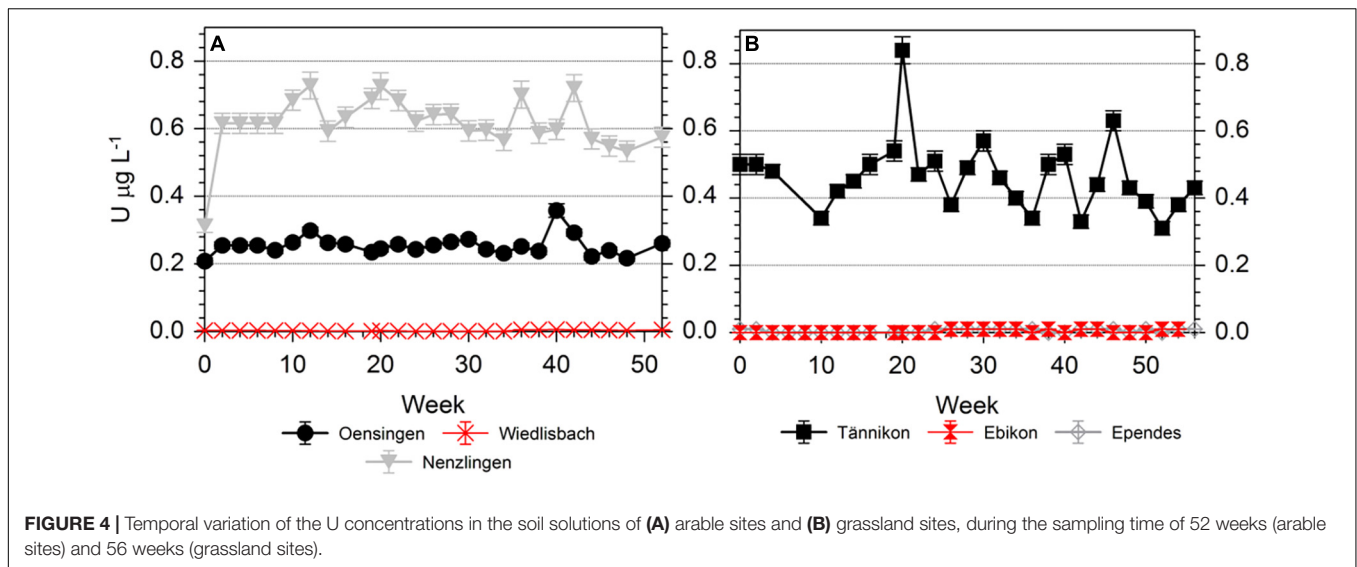 A
B
0.8
0.6
0.4
0.2
0.0
U µg L-1
0 10 20 30 40 50
Week
Oensingen Wiedlisbach
Nenzlingen
0.8
0.6
0.4
0.2
0.0
0.8
0.6
0.4
0.2
0.0
0 10 20 30 40 50
Week
Tännikon Ebikon Ependes
FIGURE 4 | Temporal variation of the U concentrations in the soil solutions of (A) arable sites and (B) grassland sites, during the sampling time of 52 weeks (arable
sites) and 56 weeks (grassland sites).